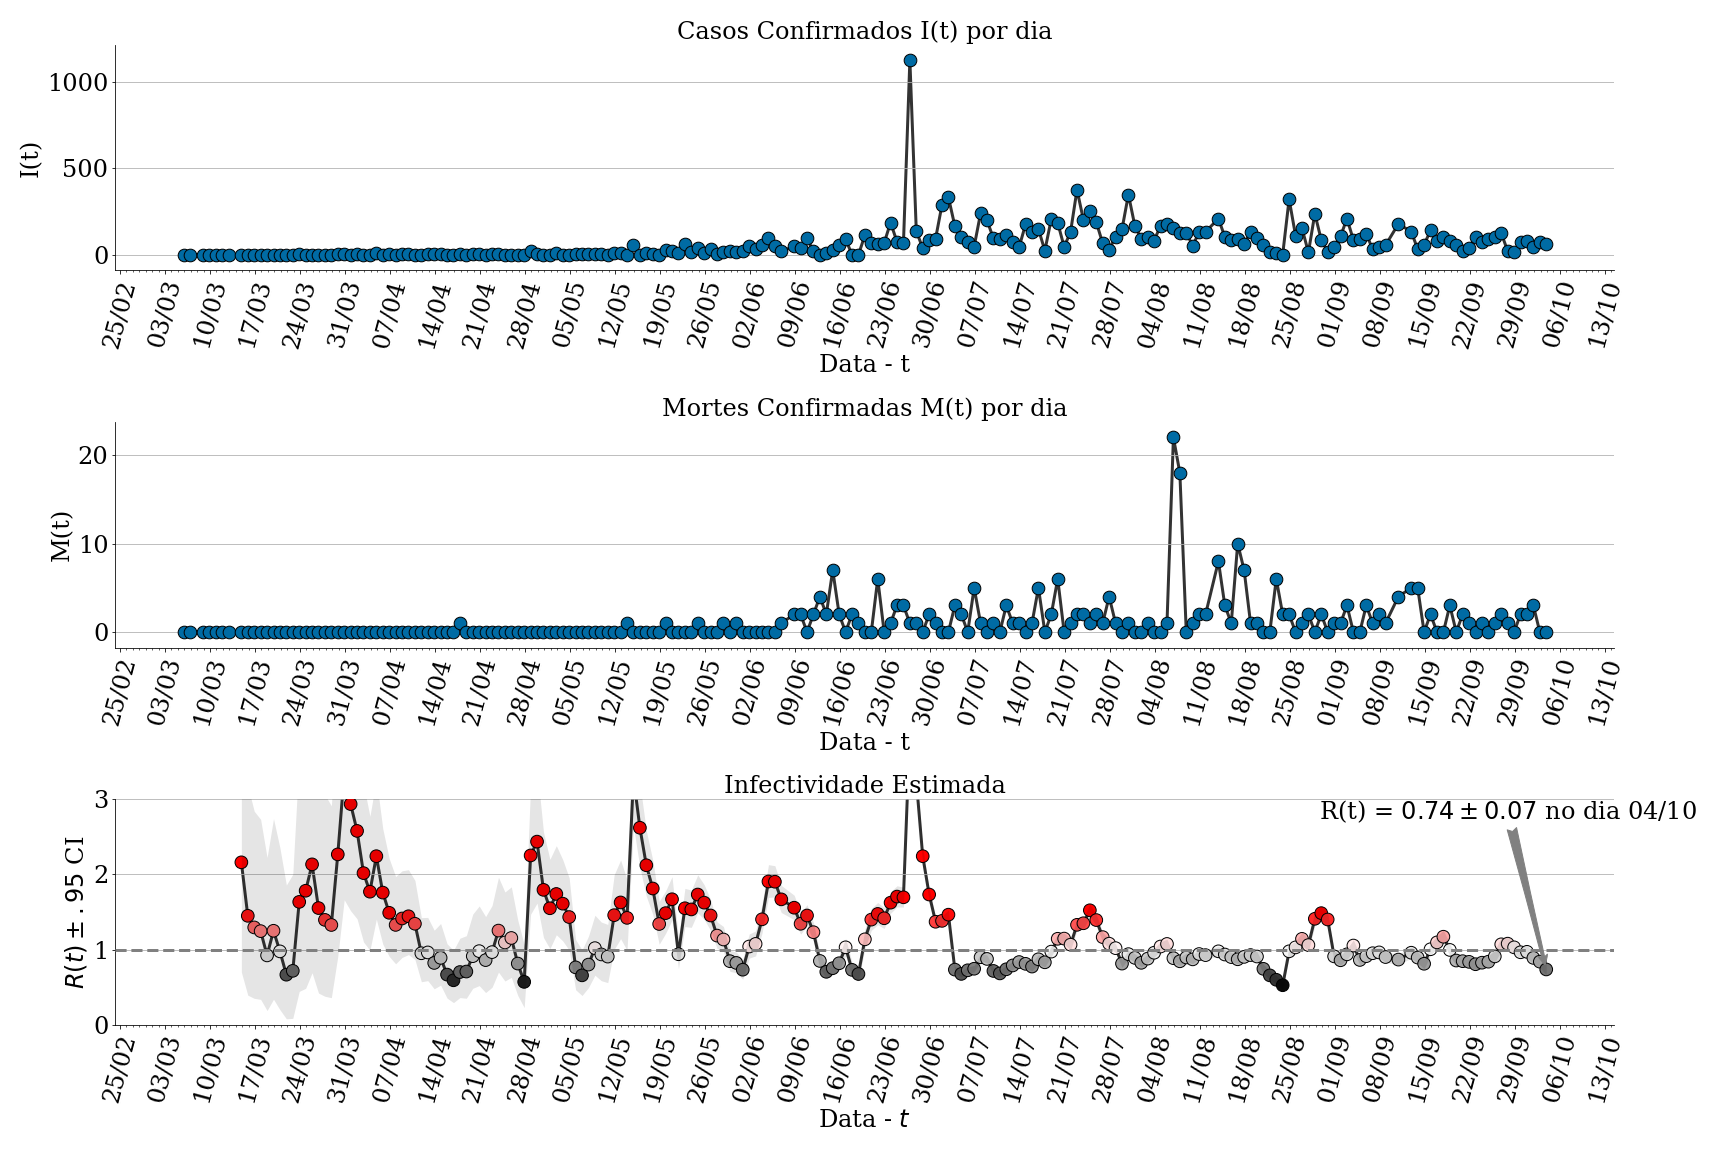 Casos Confirmados I(t) por dia
1000
500
0
I(t)
25/02 03/03 10/03 17/03 24/03 31/03 07/04 14/04 21/04 28/04 05/05 12/05 19/05 26/05 02/06 09/06 16/06 23/06 30/06 07/07 14/07 21/07 28/07 04/08 11/08 18/08 25/08 01/09 08/09 15/09 22/09 29/09 06/10 13/10
Data - t
Mortes Confirmadas M(t) por dia
20
10
0
M(t)
25/02 03/03 10/03 17/03 24/03 31/03 07/04 14/04 21/04 28/04 05/05 12/05 19/05 26/05 02/06 09/06 16/06 23/06 30/06 07/07 14/07 21/07 28/07 04/08 11/08 18/08 25/08 01/09 08/09 15/09 22/09 29/09 06/10 13/10
Data - t
Infectividade Estimada
3
R(t) = 0.74 ± 0.07 no dia 04/10
2
1
0
R(t) ± .95 CI
25/02 03/03 10/03 17/03 24/03 31/03 07/04 14/04 21/04 28/04 05/05 12/05 19/05 26/05 02/06 09/06 16/06 23/06 30/06 07/07 14/07 21/07 28/07 04/08 11/08 18/08 25/08 01/09 08/09 15/09 22/09 29/09 06/10 13/10
Data - t